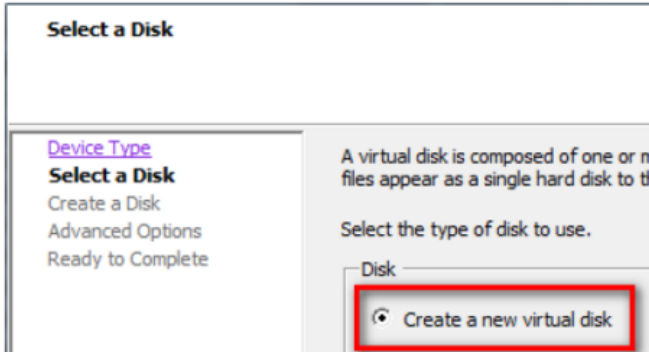 Select a Disk
Device Type
Select a Disk
Create a Disk
Advanced Options
Ready to Complete
A virtual disk is composed of one or
files appear as a single hard disk to
Select the type of disk to use.
Disk
Create a new virtual disk